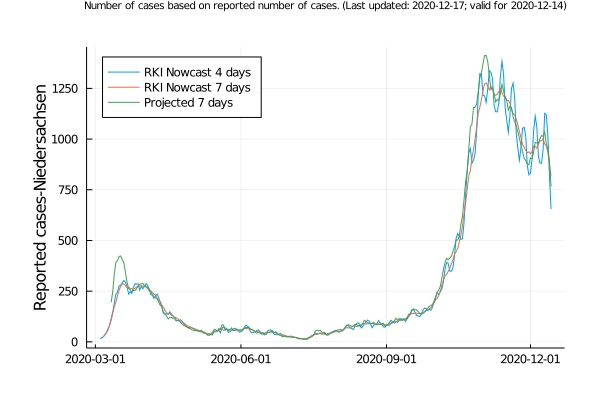 Number of cases based on reported number of cases. (Last updated: 2020-12-17; valid for 2020-12-14)
RKI Nowcast 4 days
RKI Nowcast 7 days
Projected 7 days
Reported cases-Niedersachsen
1250
1000
750
500
250
0
2020-03-01 2020-06-01 2020-09-01 2020-12-01